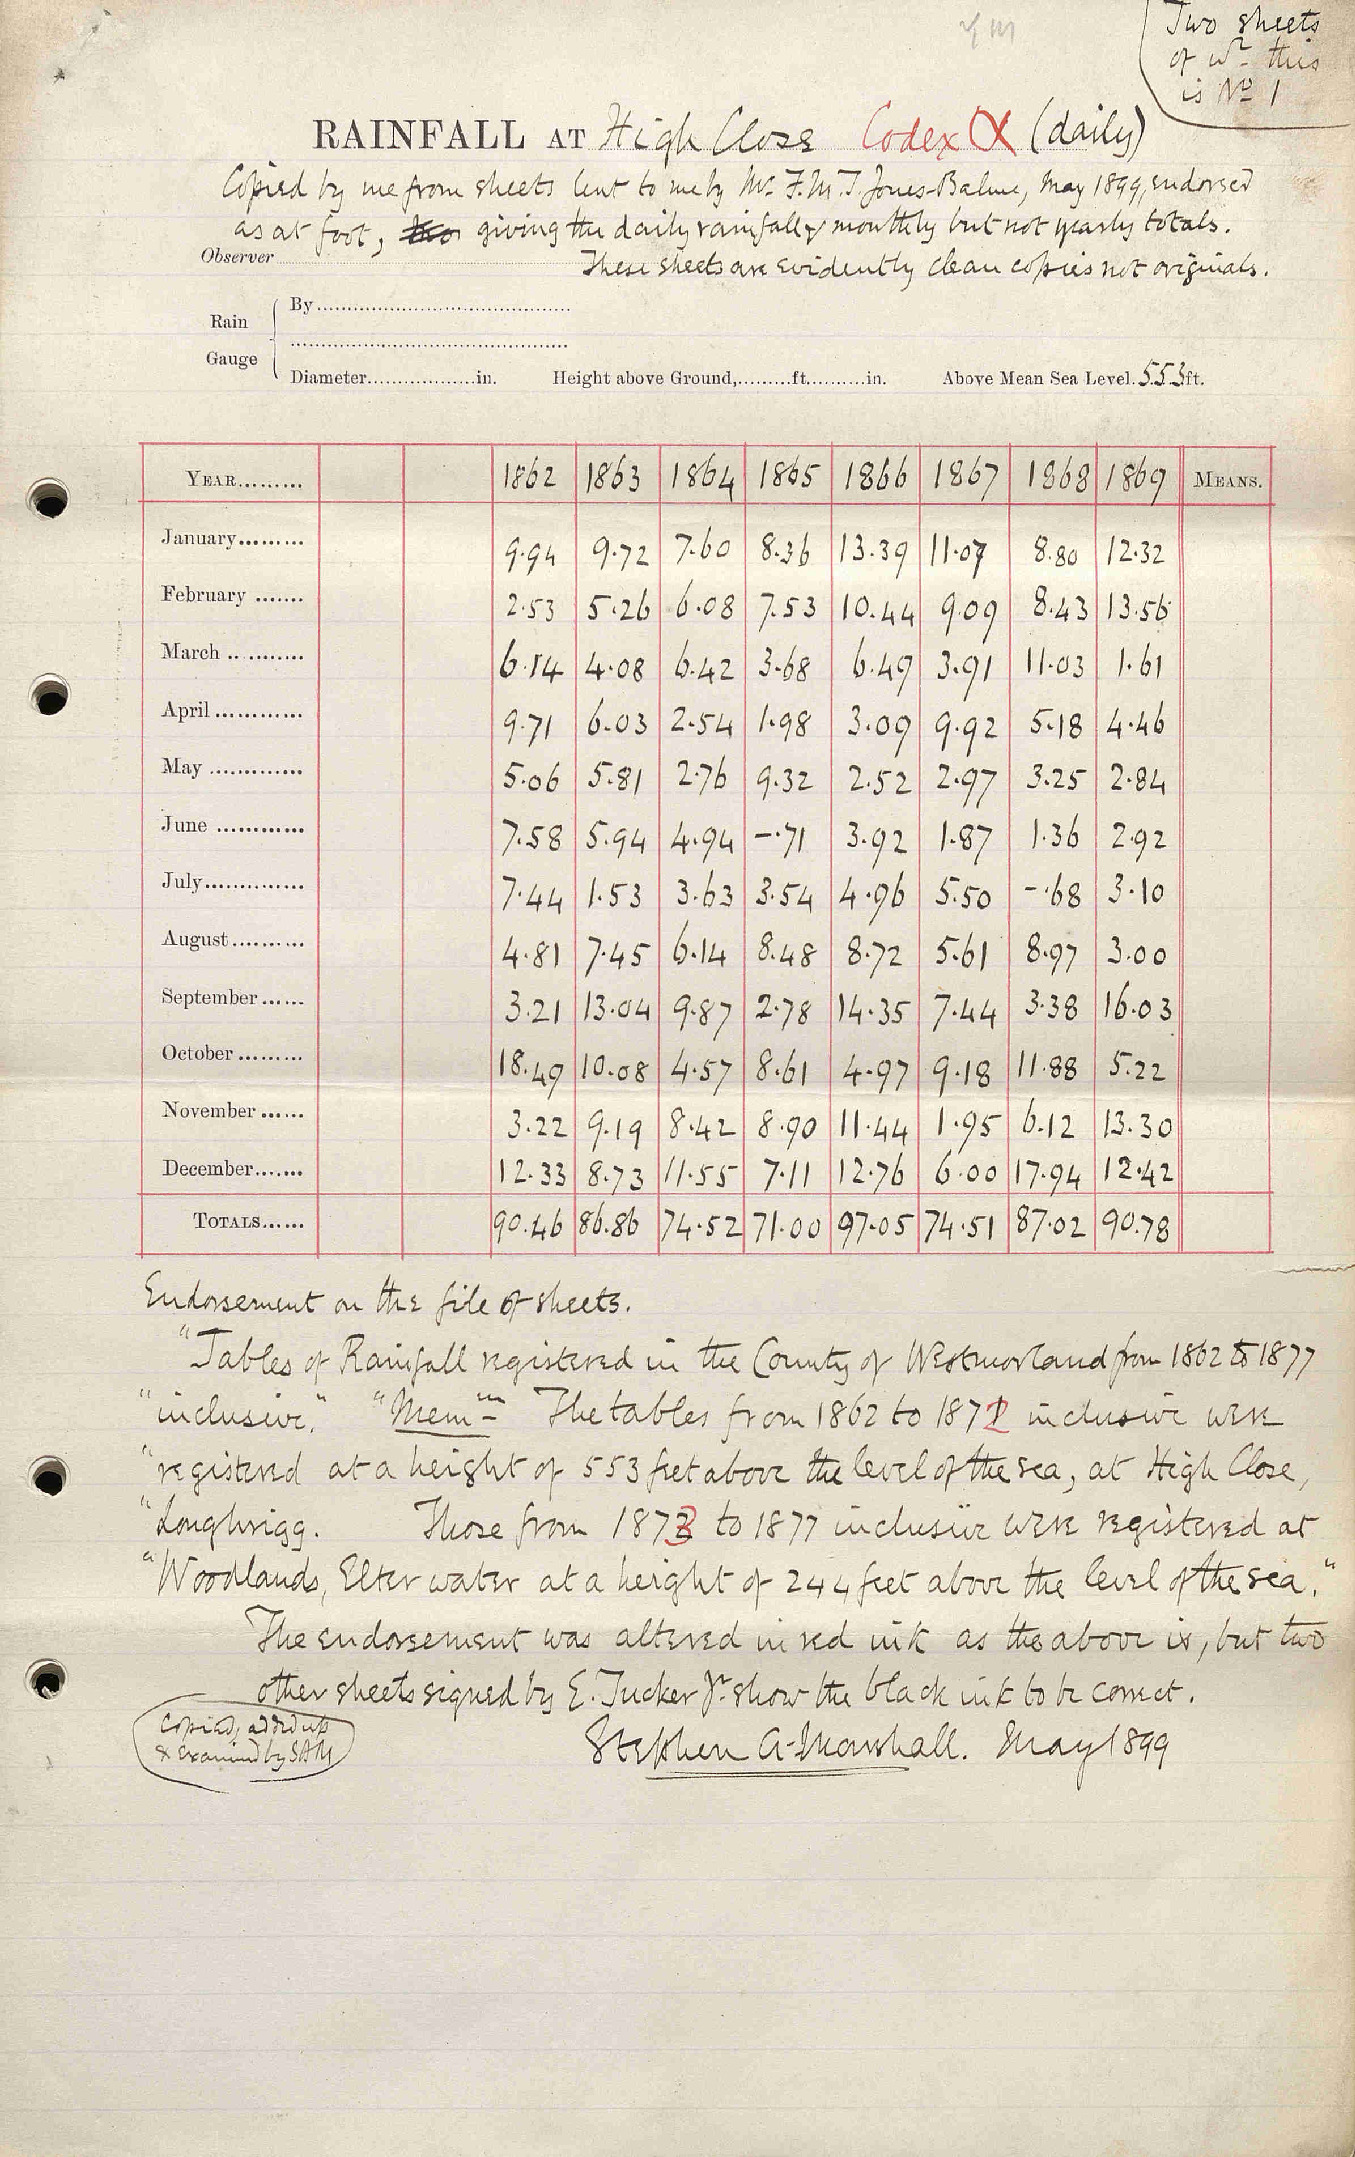 Two sheets
of wh this
is No 1
RAINFALL AT High Close Codex α (daily)
Copied by me from sheets lent to me by Mr. F.M.T. Jones-Balme, May 1899, endorsed
as at foot, giving the daily rainfall & monthly but not yearly totals.
Observer These sheets are evidently clean copies not originals.
Rain Gauge
By
Diameter in. Height above Ground, ft. in. Above Mean Sea Level. 553 ft.
YEAR 1862 1863 1864 1865 1866 1867 1868 1869 MEANS.
January 9.94 9.72 7.60 8.36 13.39 11.07 8.80 12.32
February 2.53 5.26 6.08 7.53 10.44 9.09 8.43 13.56
March 6.14 4.08 6.42 3.68 6.49 3.91 11.03 1.61
April 9.71 6.03 2.54 1.98 3.09 9.92 5.18 4.46
May 5.06 5.81 2.76 9.32 2.52 2.97 3.25 2.84
June 7.58 5.94 4.94 -.71 3.92 1.87 1.36 2.92
July 7.44 1.53 3.63 3.54 4.96 5.50 -.68 3.10
August 4.81 7.45 6.14 8.48 8.72 5.61 8.97 3.00
September 3.21 13.04 9.87 2.78 14.35 7.44 3.38 16.03
October 18.49 10.08 4.57 8.61 4.97 9.18 11.88 5.22
November 3.22 9.19 8.42 8.90 11.44 1.95 6.12 13.30
December 12.33 8.73 11.55 7.11 12.76 6.00 17.94 12.42
TOTALS 90.46 86.86 74.52 71.00 97.05 74.51 87.02 90.78
Endorsement on the file of sheets.
"Tables of Rainfall registered in the County of Westmorland from 1862 to 1877
"inclusive." "Mem^m The tables from 1862 to 1872 inclusive were
"registered at a height of 553 feet above the level of the sea, at High Close,
"Loughrigg. Those from 1873 to 1877 inclusive were registered at
"Woodlands, Elterwater at a height of 244 feet above the level of the sea."
The endorsement was altered in red ink as the above is, but two
other sheets signed by E. Tucker Jr. show the black ink to be correct.
Copied, added up
& examined by SAM
Stephen A. Marshall. May 1899